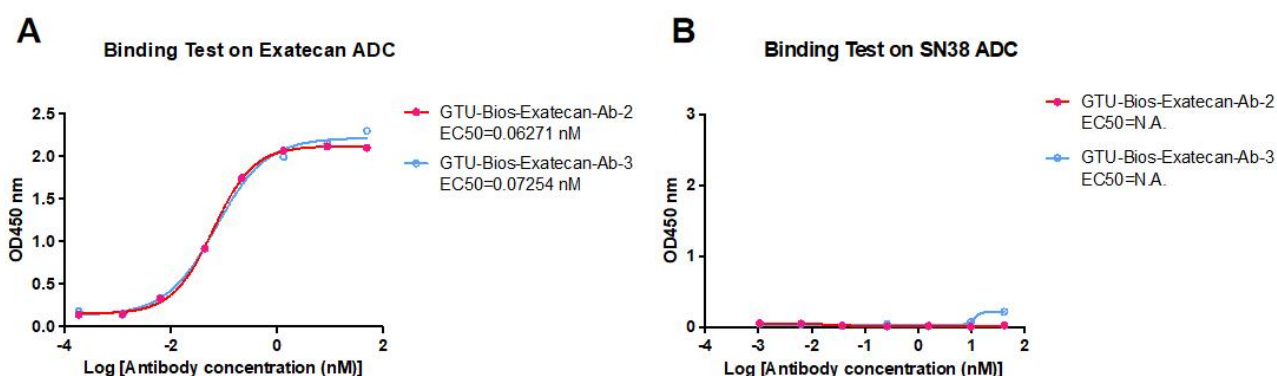 A
Binding Test on Exatecan ADC
2.5
2.0
1.5
1.0
0.5
0.0
OD450 nm
-4
-2
0
2
Log [Antibody concentration (nM)]
GTU-Bios-Exatecan-Ab-2
EC50=0.06271 nM
GTU-Bios-Exatecan-Ab-3
EC50=0.07254 nM
B
Binding Test on SN38 ADC
3
2
1
0
OD450 nm
-4
-3
-2
-1
0
1
2
Log [Antibody concentration (nM)]
GTU-Bios-Exatecan-Ab-2
EC50=N.A.
GTU-Bios-Exatecan-Ab-3
EC50=N.A.